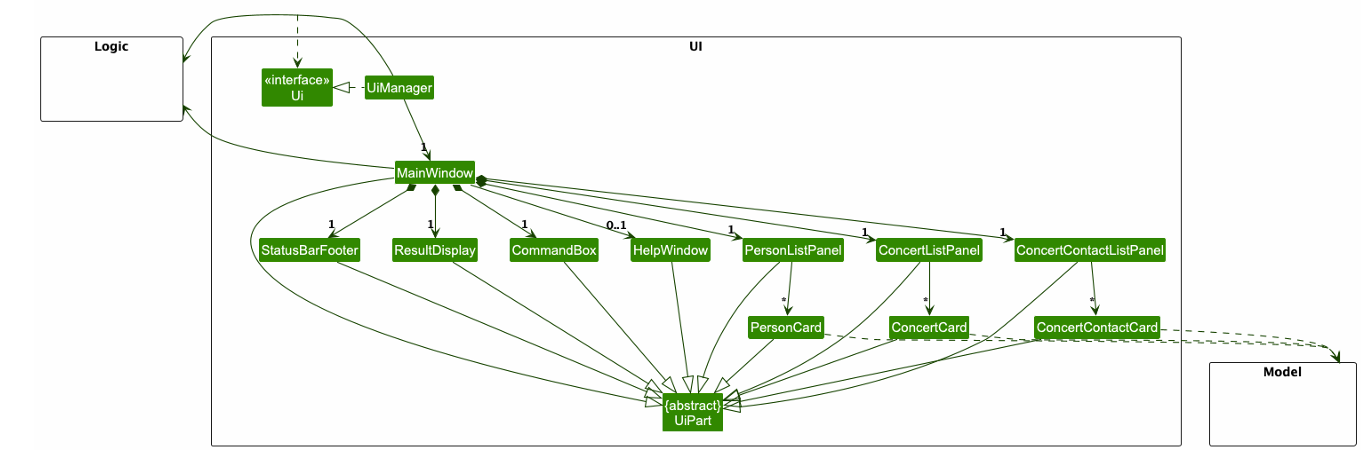 Logic
UI
«interface»
Ui
UiManager
1
MainWindow
1
1
1
0..1
1
1
1
StatusBarFooter
ResultDisplay
CommandBox
HelpWindow
PersonListPanel
ConcertListPanel
ConcertContactListPanel
*
*
*
PersonCard
ConcertCard
ConcertContactCard
Model
{abstract}
UiPart